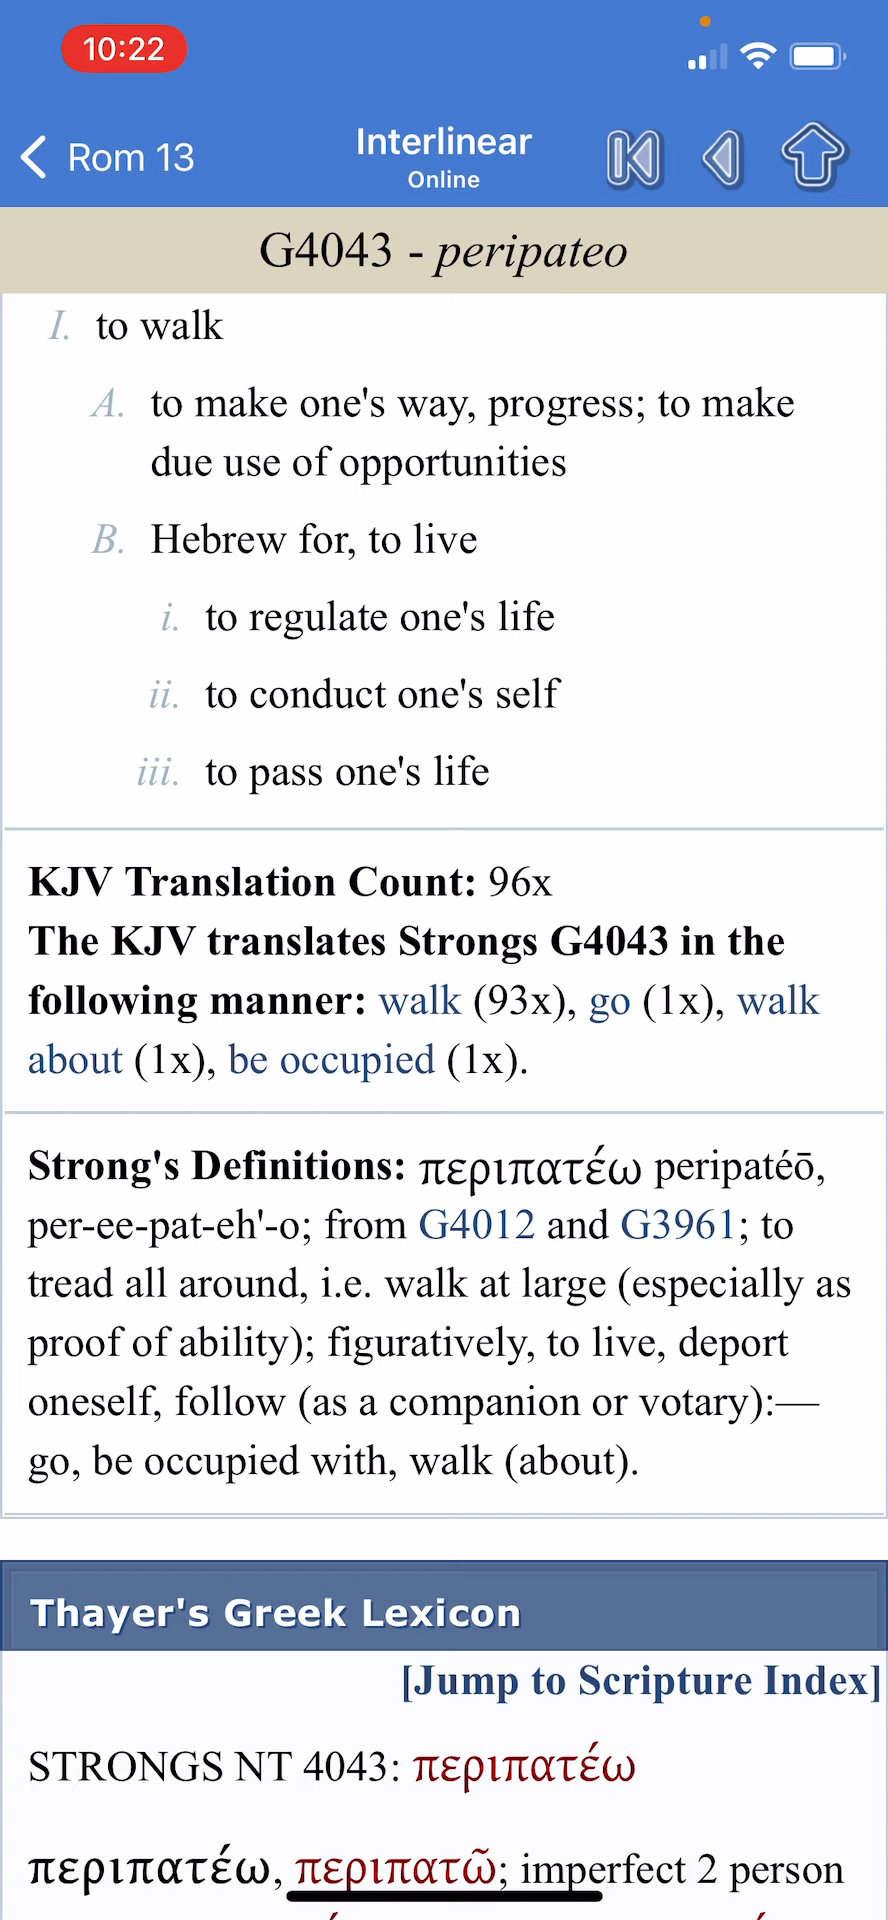 10:22
Rom 13
Interlinear
Online
G4043 - peripateo
I. to walk
A. to make one's way, progress; to make
due use of opportunities
B. Hebrew for, to live
i. to regulate one's life
ii. to conduct one's self
iii. to pass one's life
KJV Translation Count: 96x
The KJV translates Strongs G4043 in the
following manner: walk (93x), go (1x), walk
about (1x), be occupied (1x).
Strong's Definitions: περιπατέω peripatéō,
per-ee-pat-eh'-o; from G4012 and G3961; to
tread all around, i.e. walk at large (especially as
proof of ability); figuratively, to live, deport
oneself, follow (as a companion or votary):—
go, be occupied with, walk (about).
Thayer's Greek Lexicon
[Jump to Scripture Index]
STRONGS NT 4043: περιπατέω
περιπατέω, περιπατῶ; imperfect 2 person